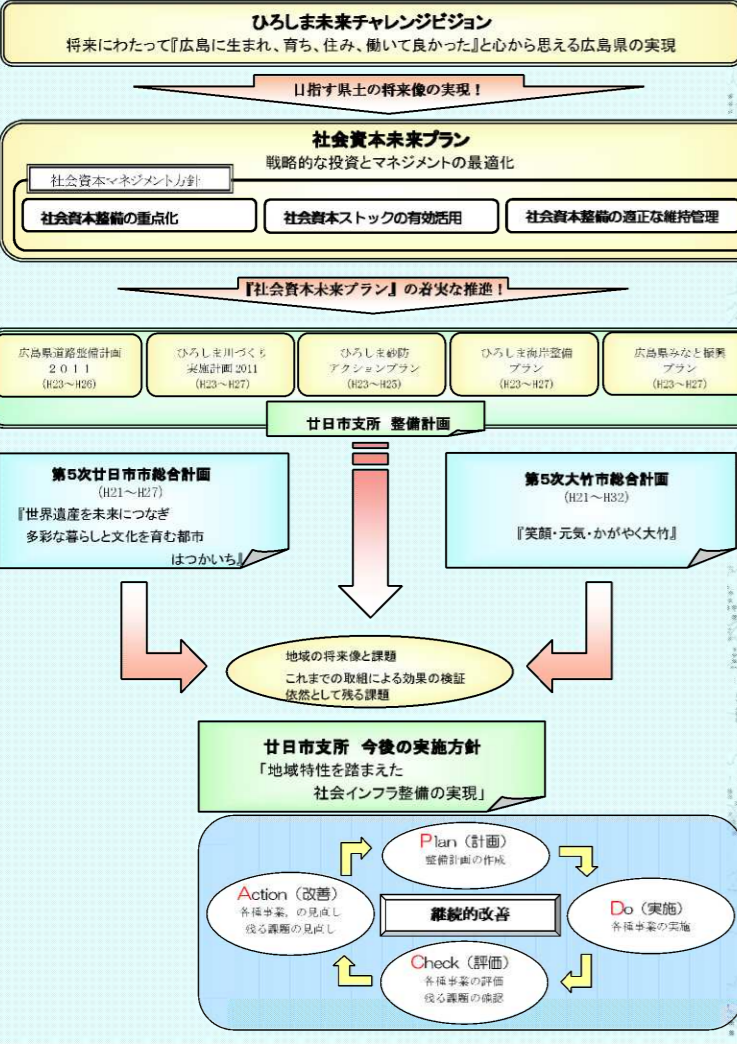 ひろしま未来チャレンジビジョン
将来にわたって『広島に生まれ、育ち、住み、働いて良かった』と心から思える広島県の実現
目指す県土の将来像の実現！
社会資本未来プラン
戦略的な投資とマネジメントの最適化
社会資本マネジメント方針
社会資本整備の重点化
社会資本ストックの有効活用
社会資本整備の適正な維持管理
『社会資本未来プラン』の着実な推進！
広島県道路整備計画
２０１１
(H23～H26)
ひろしま川づくり
実施計画2011
(H23～H27)
ひろしま砂防
アクションプラン
(H23～H25)
ひろしま海岸整備
プラン
(H23～H27)
広島県みなと振興
プラン
(H23～H27)
廿日市支所 整備計画
第5次廿日市市総合計画
(H21～H27)
『世界遺産を未来につなぎ
多彩な暮らしと文化を育む都市
はつかいち』
第5次大竹市総合計画
(H21～H32)
『笑顔・元気・かがやく大竹』
地域の将来像と課題
これまでの取組による効果の検証
依然として残る課題
廿日市支所 今後の実施方針
「地域特性を踏まえた
社会インフラ整備の実現」
Plan（計画）
整備計画の作成
Action（改善）
各種事業，の見直し
残る課題の見直し
継続的改善
Do（実施）
各種事業の実施
Check（評価）
各種事業の評価
残る課題の確認